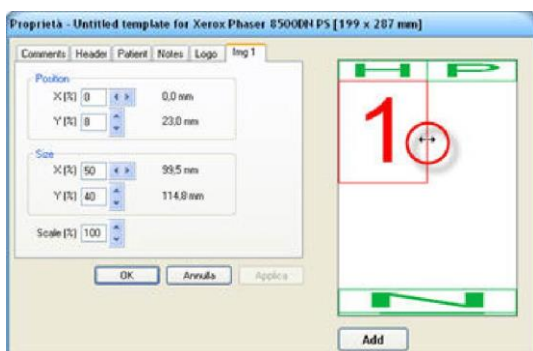 Proprietà - Untitled template for Xerox Phaser 8500DN PS [199 x 287 mm]
Comments Header Patient Notes Logo Img 1
Position
X [%] 0 0,0 mm
Y [%] 8 23,0 mm
Size
X [%] 50 99,5 mm
Y [%] 40 114,8 mm
Scale [%] 100
OK Annulla Applica
H P
1
N
Add